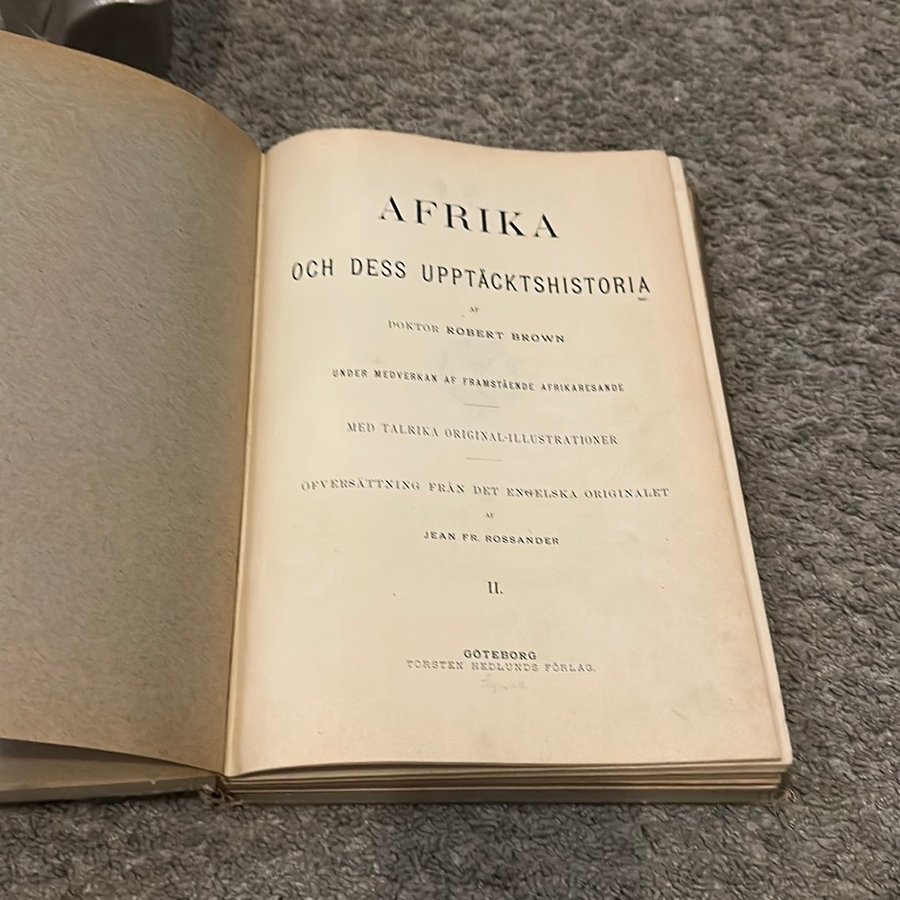 AFRIKA
OCH DESS UPPTÄCKTSHISTORIA
AF
DOKTOR ROBERT BROWN
UNDER MEDVERKAN AF FRAMSTÅENDE AFRIKARESANDE
MED TALRIKA ORIGINAL-ILLUSTRATIONER
ÖFVERSÄTTNING FRÅN DET ENGELSKA ORIGINALET
AF
JEAN FR. ROSSANDER
II.
GÖTEBORG
TORSTEN HEDLUNDS FÖRLAG.